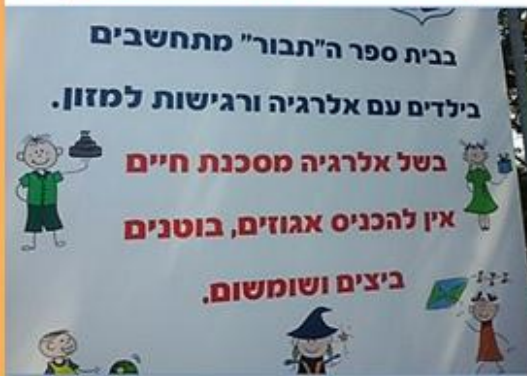 בבית ספר ה"תבור" מתחשבים
בילדים עם אלרגיה ורגישות למזון.
בשל אלרגיה מסכנת חיים
אין להכניס אגוזים, בוטנים
ביצים ושומשום.